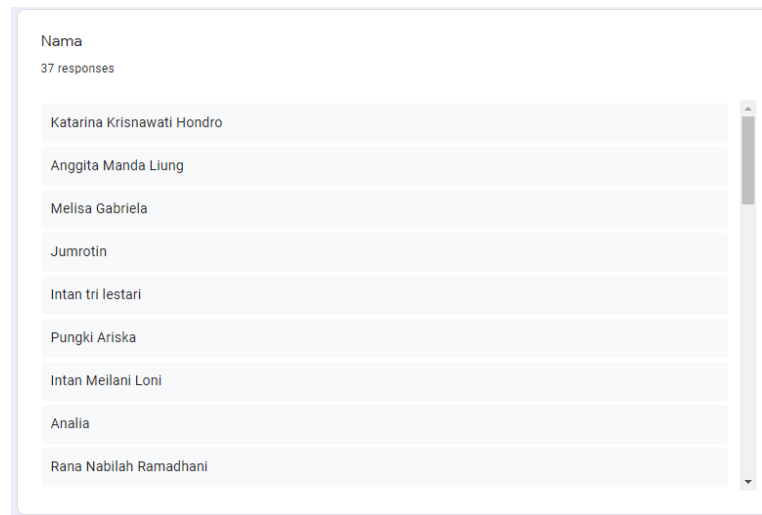 Nama
37 responses
Katarina Krisnawati Hondro
Anggita Manda Liung
Melisa Gabriela
Jumrotin
Intan tri lestari
Pungki Ariska
Intan Meilani Loni
Analia
Rana Nabilah Ramadhani